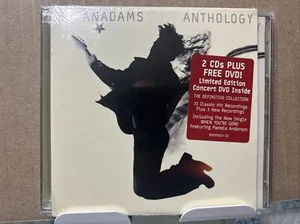 ANADAMS ANTHOLOGY
2 CDs PLUS
FREE DVD!
Limited Edition
Concert DVD Inside
THE DEFINITIVE COLLECTION
33 Classic Hit Recordings
Plus 3 New Recordings
Including The New Single
WHEN YOU'RE GONE
Featuring Pamela Anderson